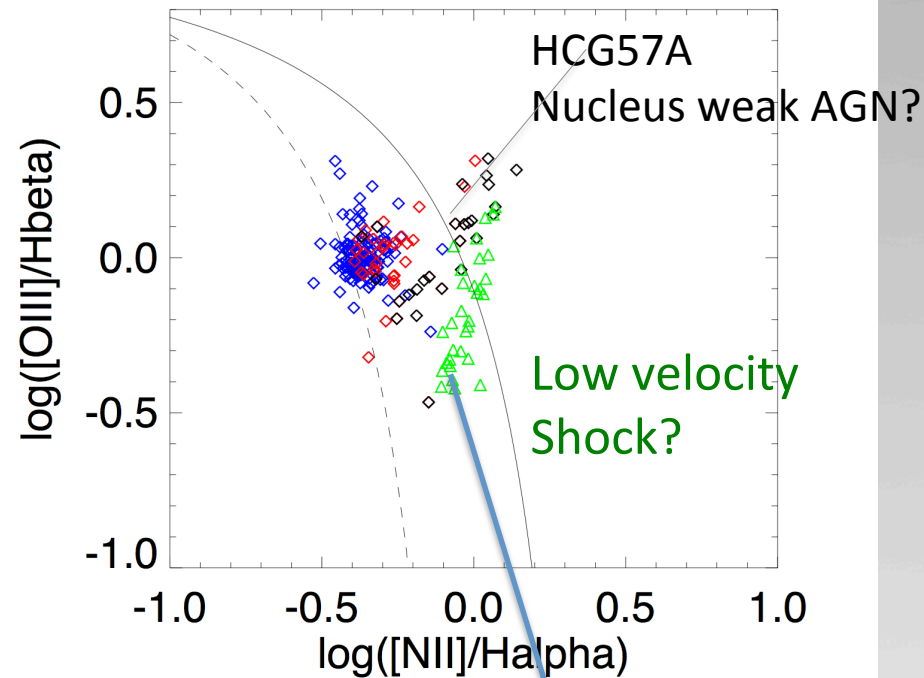 HCG57A
Nucleus weak AGN?
0.5
0.0
-0.5
-1.0
log([OIII]/Hbeta)
Low velocity
Shock?
-1.0 -0.5 0.0 0.5 1.0
log([NII]/Halpha)